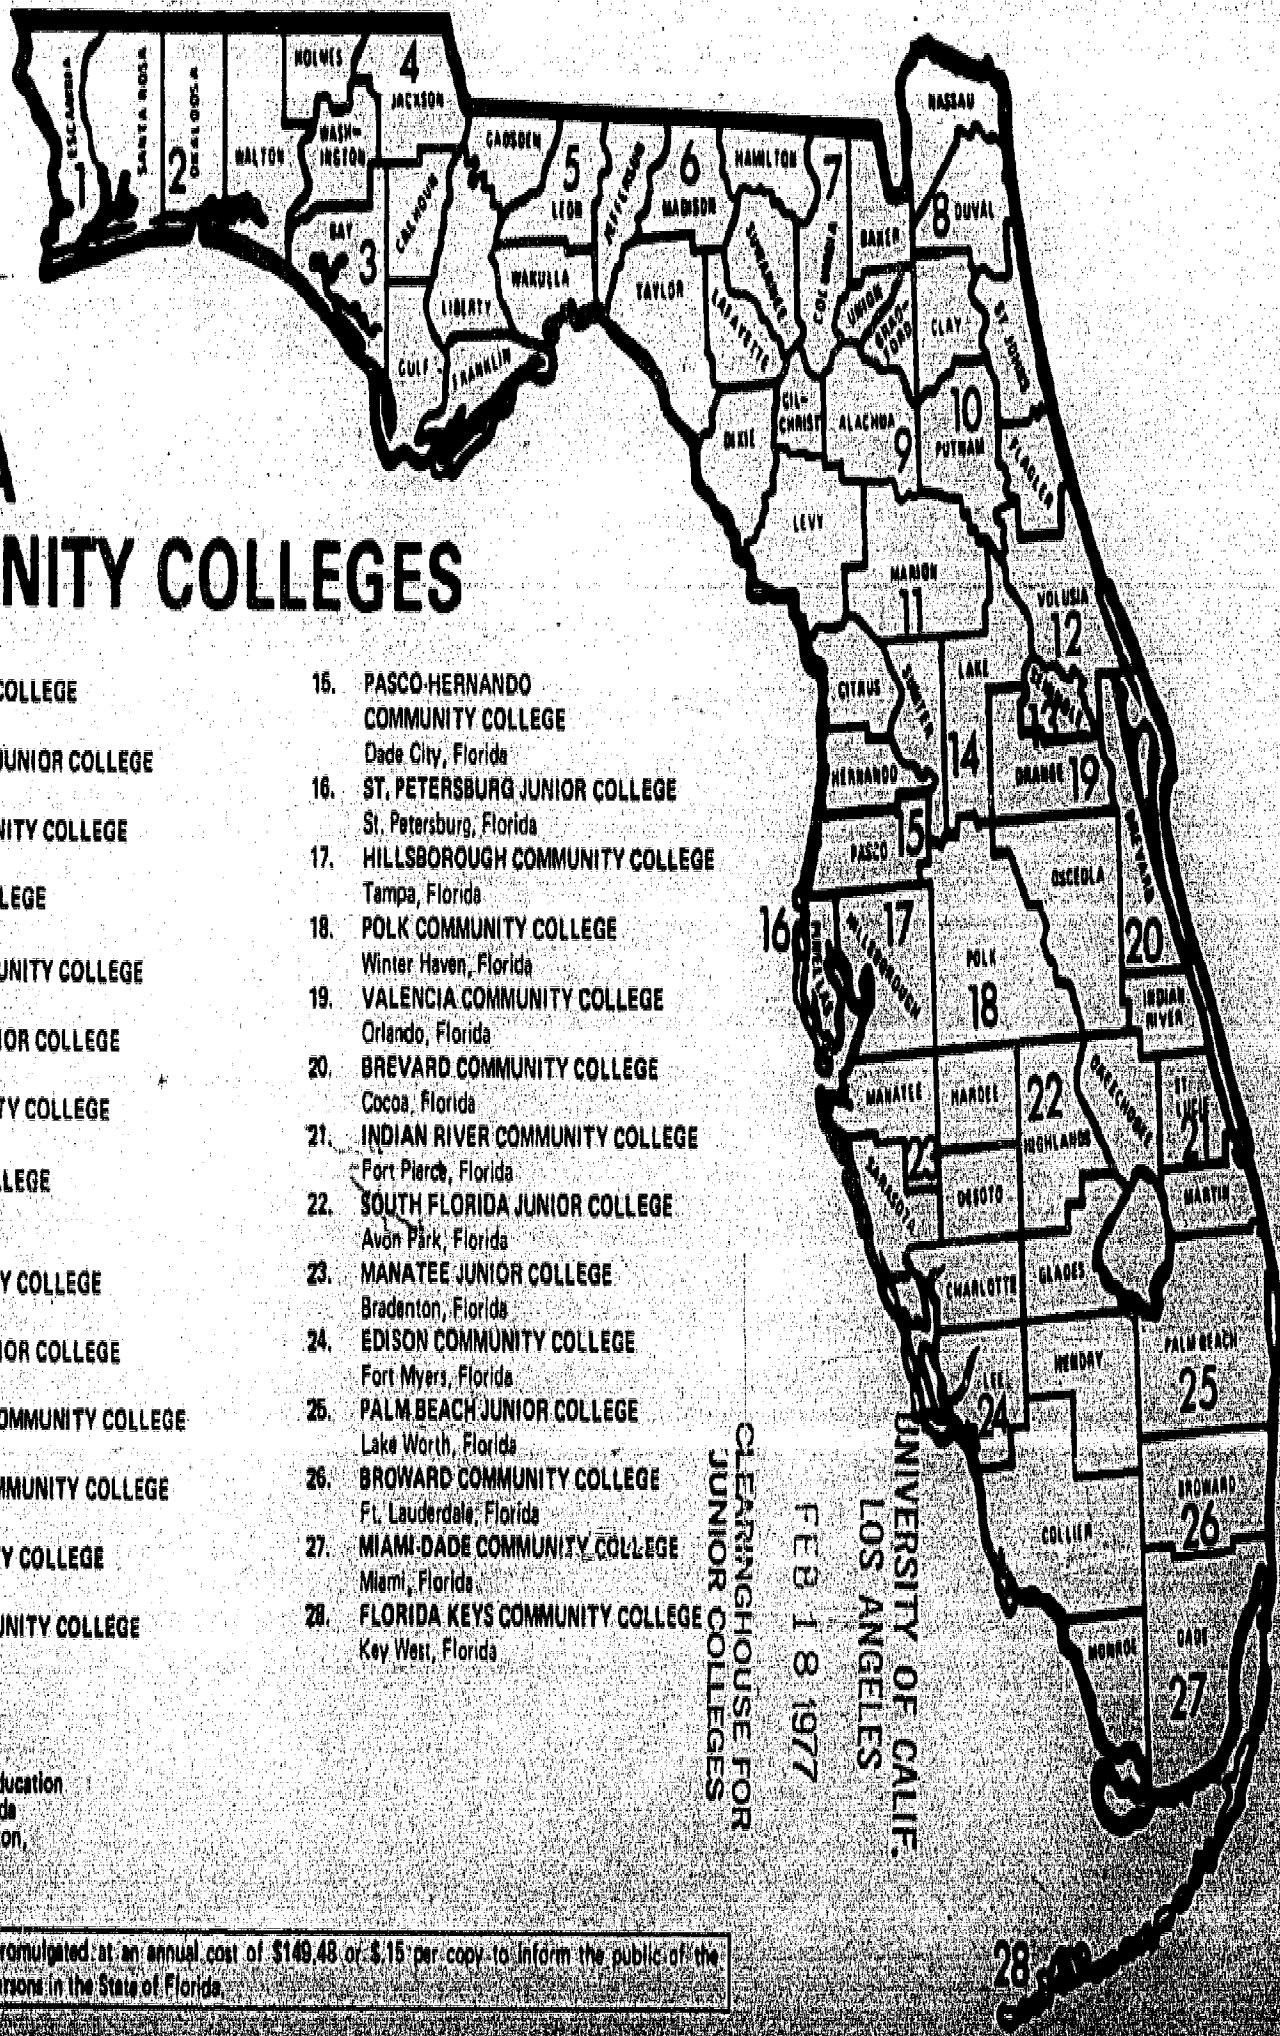 A
NITY COLLEGES
COLLEGE
JUNIOR COLLEGE
NITY COLLEGE
LEGE
UNITY COLLEGE
IOR COLLEGE
TY COLLEGE
LEGE
Y COLLEGE
IOR COLLEGE
OMMUNITY COLLEGE
MMUNITY COLLEGE
Y COLLEGE
UNITY COLLEGE
15. PASCO-HERNANDO
COMMUNITY COLLEGE
Dade City, Florida
16. ST. PETERSBURG JUNIOR COLLEGE
St. Petersburg, Florida
17. HILLSBOROUGH COMMUNITY COLLEGE
Tampa, Florida
18. POLK COMMUNITY COLLEGE
Winter Haven, Florida
19. VALENCIA COMMUNITY COLLEGE
Orlando, Florida
20. BREVARD COMMUNITY COLLEGE
Cocoa, Florida
21. INDIAN RIVER COMMUNITY COLLEGE
Fort Pierce, Florida
22. SOUTH FLORIDA JUNIOR COLLEGE
Avon Park, Florida
23. MANATEE JUNIOR COLLEGE
Bradenton, Florida
24. EDISON COMMUNITY COLLEGE
Fort Myers, Florida
25. PALM BEACH JUNIOR COLLEGE
Lake Worth, Florida
26. BROWARD COMMUNITY COLLEGE
Ft. Lauderdale, Florida
27. MIAMI-DADE COMMUNITY COLLEGE
Miami, Florida
28. FLORIDA KEYS COMMUNITY COLLEGE
Key West, Florida
ESCAMBIA
1
SANTA ROSA
2
OKALOOSA
WALTON
HOLMES
WASH-
INGTON
4
JACKSON
BAY
3
CALHOUN
GULF
LIBERTY
FRANKLIN
GADSDEN
5
LEON
WAKULLA
JEFFERSON
6
MADISON
TAYLOR
HAMILTON
SUWANNEE
LAFAYETTE
7
COLUMBIA
BAKER
NASSAU
8
DUVAL
UNION
BRAD-
FORD
CLAY
ST. JOHNS
DIXIE
GIL-
CHRIST
ALACHUA
9
10
PUTNAM
FLAGLER
LEVY
MARION
11
VOLUSIA
12
CITRUS
SUMTER
LAKE
14
HERNANDO
ORANGE 19
PASCO 15
OSCEOLA
BREVARD
20
16
PINELLAS
HILLSBOROUGH
17
POLK
18
INDIAN
RIVER
MANATEE
HARDEE
22
HIGHLANDS
OKEECHOBEE
ST.
LUCIE
21
23
SARASOTA
DESOTO
MARTIN
CHARLOTTE
GLADES
LEE
24
HENDRY
PALM BEACH
25
BROWARD
26
COLLIER
MONROE
DADE
27
28
UNIVERSITY OF CALIF.
LOS ANGELES
FEB 18 1977
CLEARINGHOUSE FOR
JUNIOR COLLEGES
ducation
da
on,
romulgated at an annual cost of $149.48 or $.15 per copy to inform the public of the
ersons in the State of Florida.